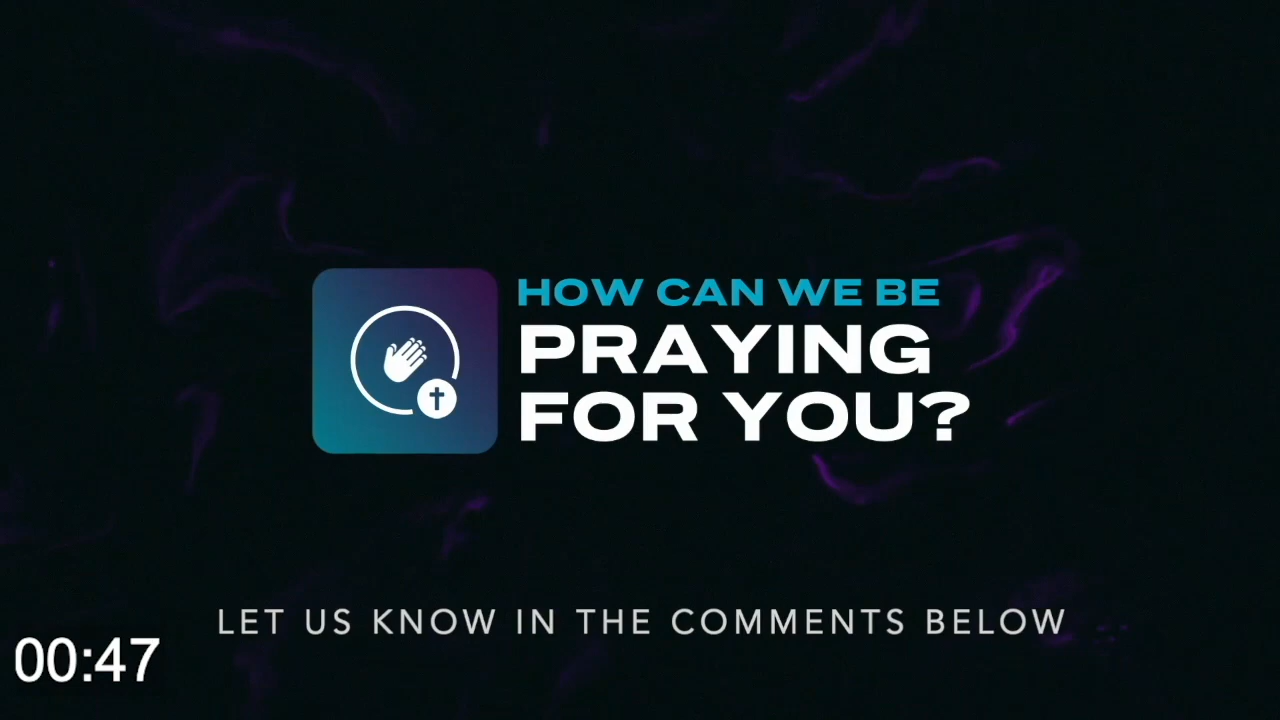 HOW CAN WE BE
PRAYING
FOR YOU?
LET US KNOW IN THE COMMENTS BELOW
00:47